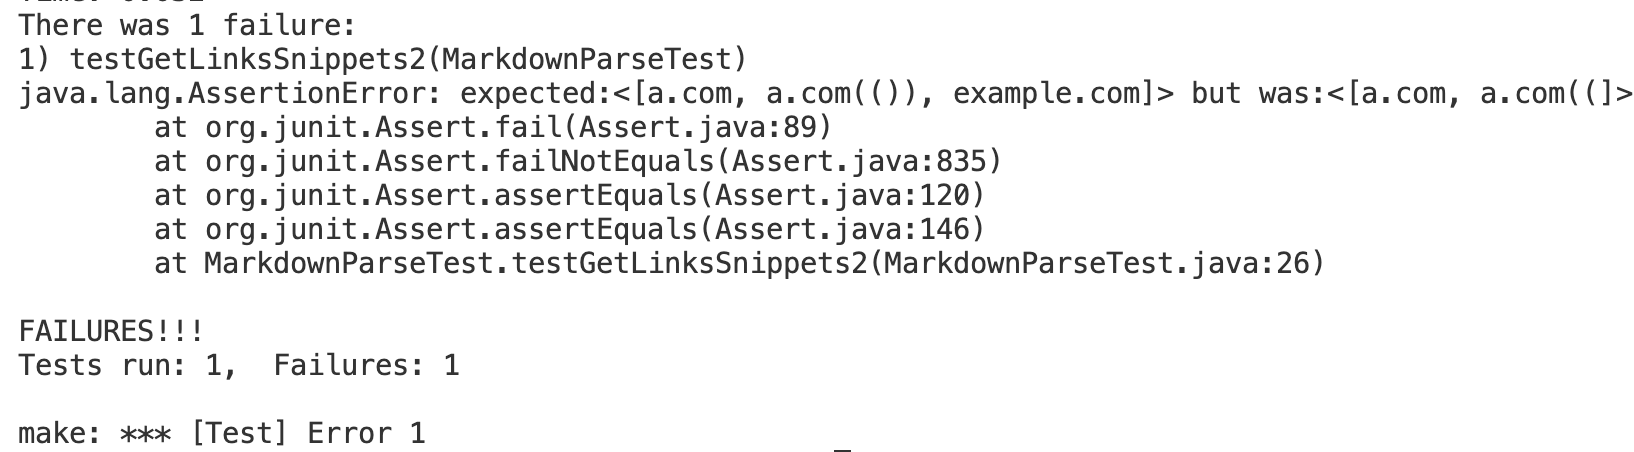 There was 1 failure:
1) testGetLinksSnippets2(MarkdownParseTest)
java.lang.AssertionError: expected:<[a.com, a.com(()), example.com]> but was:<[a.com, a.com((]>
        at org.junit.Assert.fail(Assert.java:89)
        at org.junit.Assert.failNotEquals(Assert.java:835)
        at org.junit.Assert.assertEquals(Assert.java:120)
        at org.junit.Assert.assertEquals(Assert.java:146)
        at MarkdownParseTest.testGetLinksSnippets2(MarkdownParseTest.java:26)

FAILURES!!!
Tests run: 1,  Failures: 1

make: *** [Test] Error 1